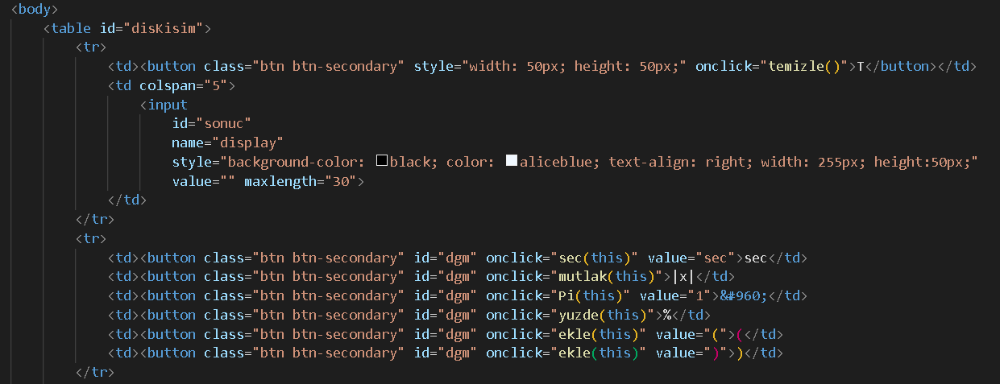 <body>
<table id="disKisim">
<tr>
<td><button class="btn btn-secondary" style="width: 50px; height: 50px;" onclick="temizle()">T</button></td>
<td colspan="5">
<input
id="sonuc"
name="display"
style="background-color: black; color: aliceblue; text-align: right; width: 255px; height:50px;"
value="" maxlength="30">
</td>
</tr>
<tr>
<td><button class="btn btn-secondary" id="dgm" onclick="sec(this)" value="sec">sec</td>
<td><button class="btn btn-secondary" id="dgm" onclick="mutlak(this)">|x|</td>
<td><button class="btn btn-secondary" id="dgm" onclick="Pi(this)" value="1">&#960;</td>
<td><button class="btn btn-secondary" id="dgm" onclick="yuzde(this)">%</td>
<td><button class="btn btn-secondary" id="dgm" onclick="ekle(this)" value="(">(</td>
<td><button class="btn btn-secondary" id="dgm" onclick="ekle(this)" value=")">)</td>
</tr>